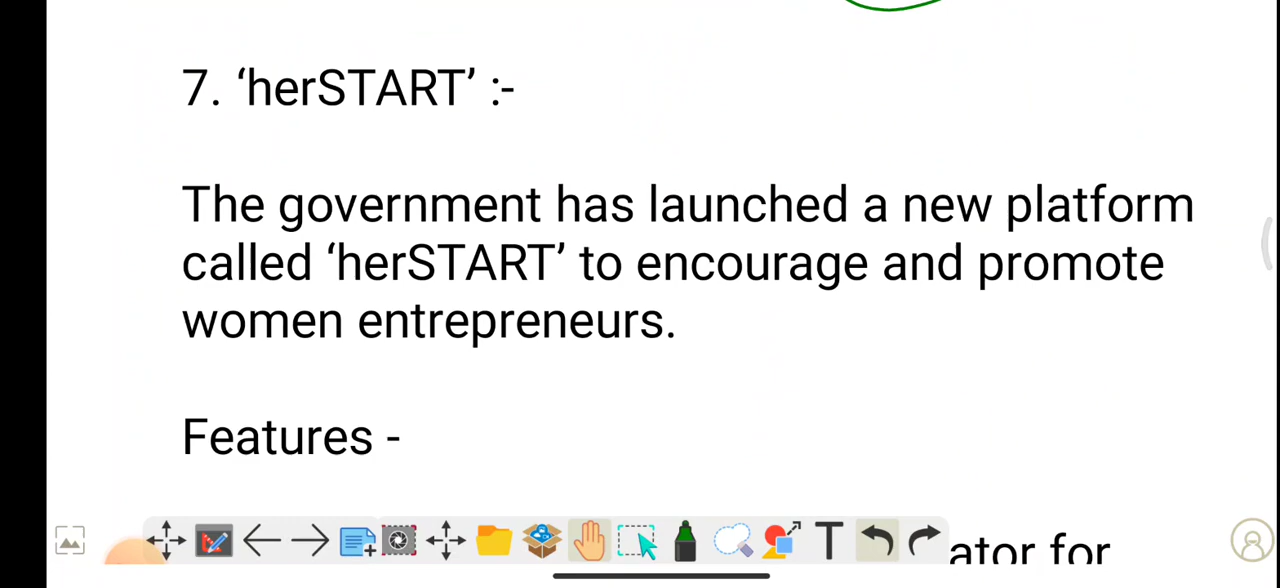 7. ‘herSTART’ :-
The government has launched a new platform
called ‘herSTART’ to encourage and promote
women entrepreneurs.
Features -
T
ator for